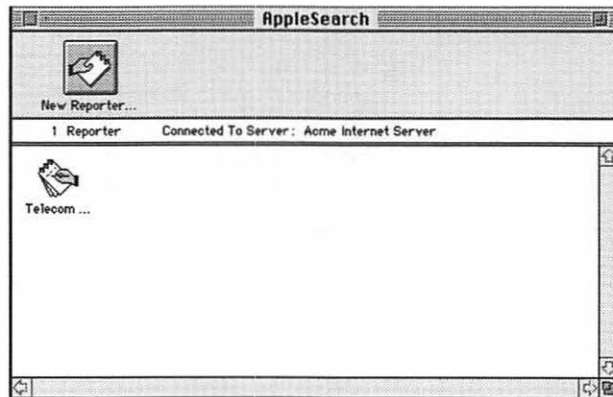 AppleSearch
New Reporter...
1 Reporter Connected To Server: Acme Internet Server
Telecom ...